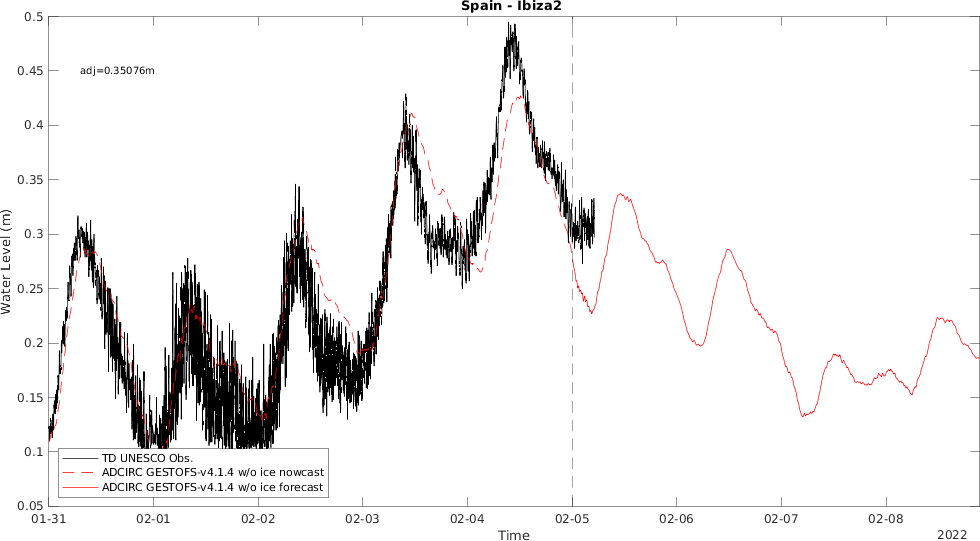 Spain - Ibiza2
adj=0.35076m
0.5
0.45
0.4
0.35
0.3
0.25
0.2
0.15
0.1
0.05
Water Level (m)
TD UNESCO Obs.
ADCIRC GESTOFS-v4.1.4 w/o ice nowcast
ADCIRC GESTOFS-v4.1.4 w/o ice forecast
01-31 02-01 02-02 02-03 02-04 02-05 02-06 02-07 02-08
Time
2022